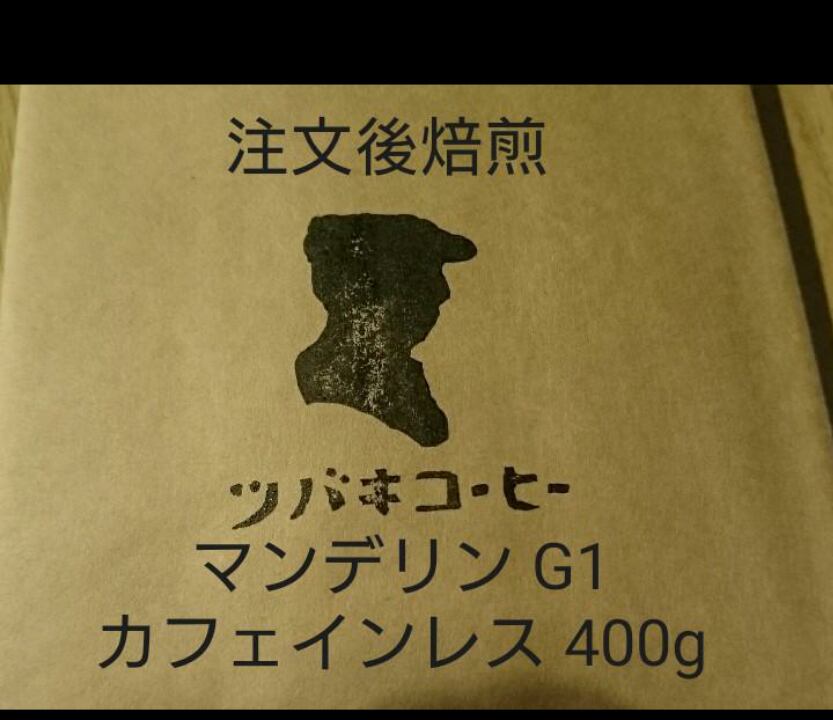 注文後焙煎
ツバキコーヒー
マンデリン G1
カフェインレス 400g